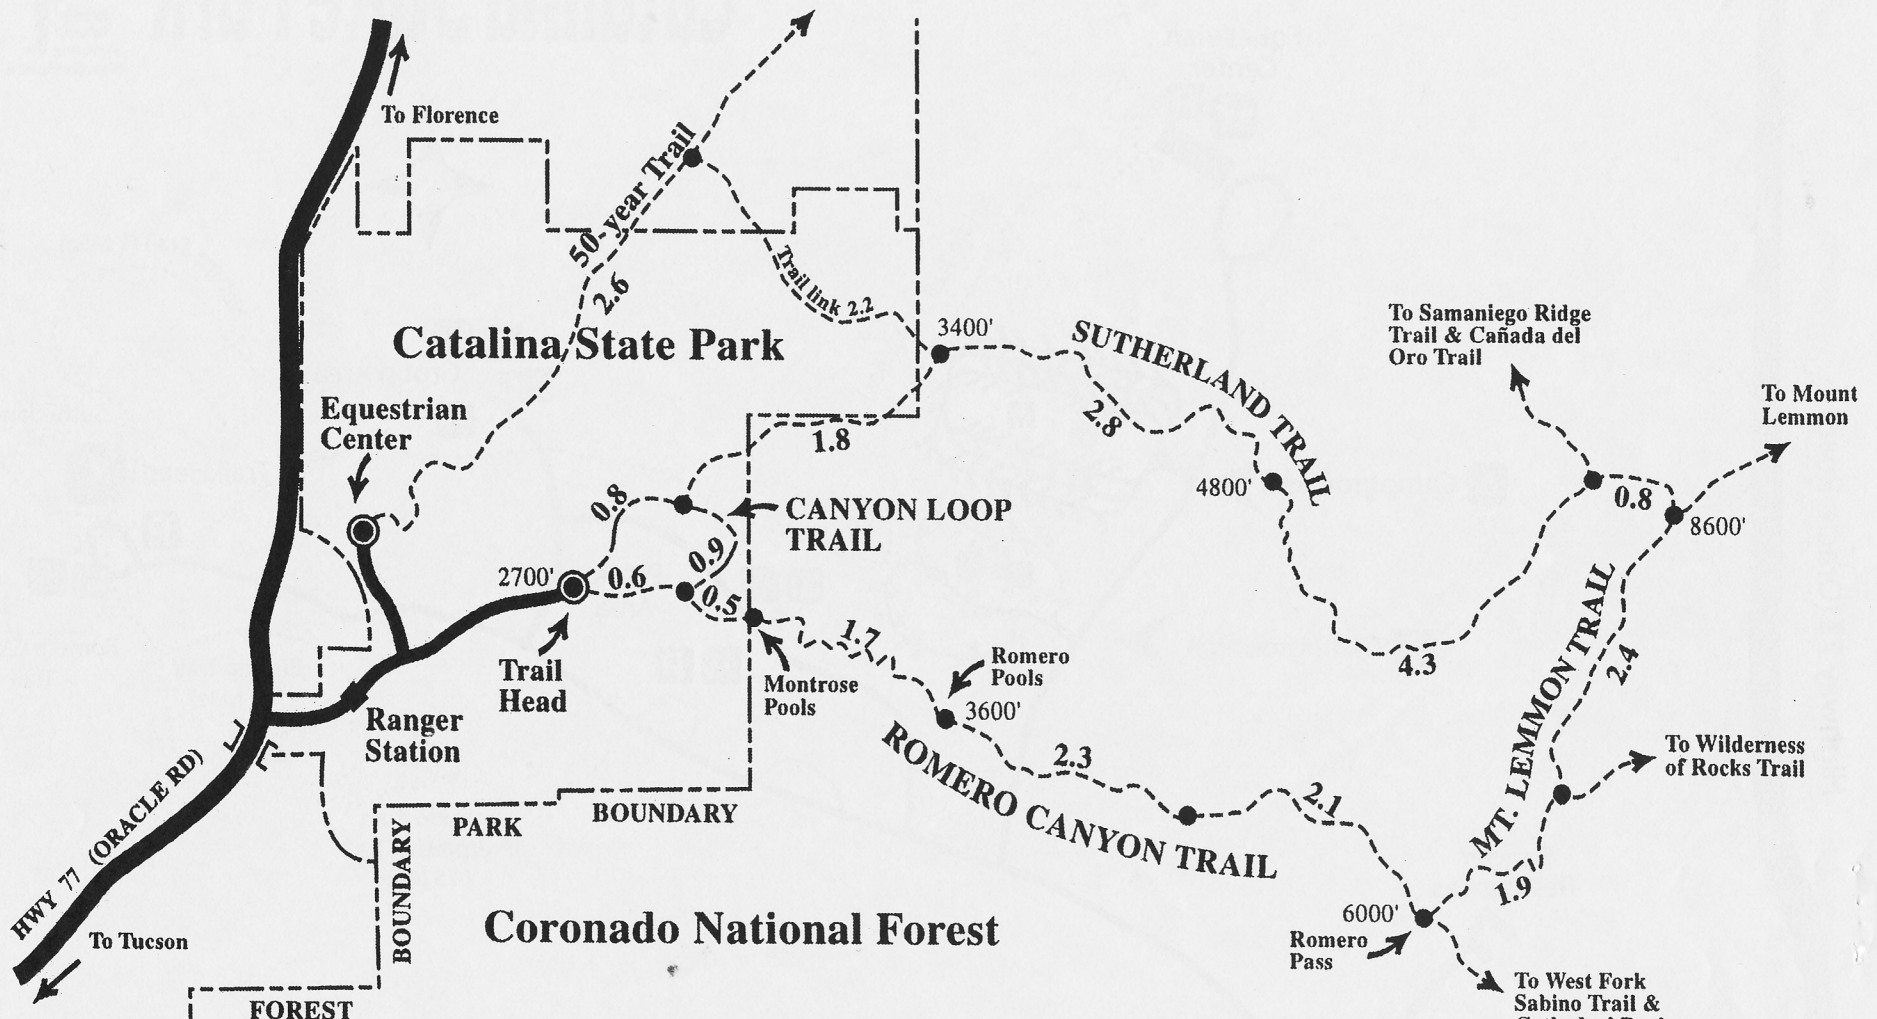 To Florence
50-year Trail
2.6
Trail link 2.2
Catalina State Park
3400'
SUTHERLAND TRAIL
2.8
4800'
To Samaniego Ridge
Trail & Cañada del
Oro Trail
To Mount
Lemmon
0.8
8600'
Equestrian
Center
1.8
0.8
CANYON LOOP
TRAIL
0.9
2700'
0.6
0.5
1.7
4.3
Trail
Head
Montrose
Pools
Romero
Pools
3600'
MT. LEMMON TRAIL
2.4
Ranger
Station
ROMERO CANYON TRAIL
2.3
2.1
To Wilderness
of Rocks Trail
1.9
HWY 77 (ORACLE RD)
PARK BOUNDARY
BOUNDARY
Coronado National Forest
6000'
Romero
Pass
To Tucson
To West Fork
Sabino Trail &
FOREST